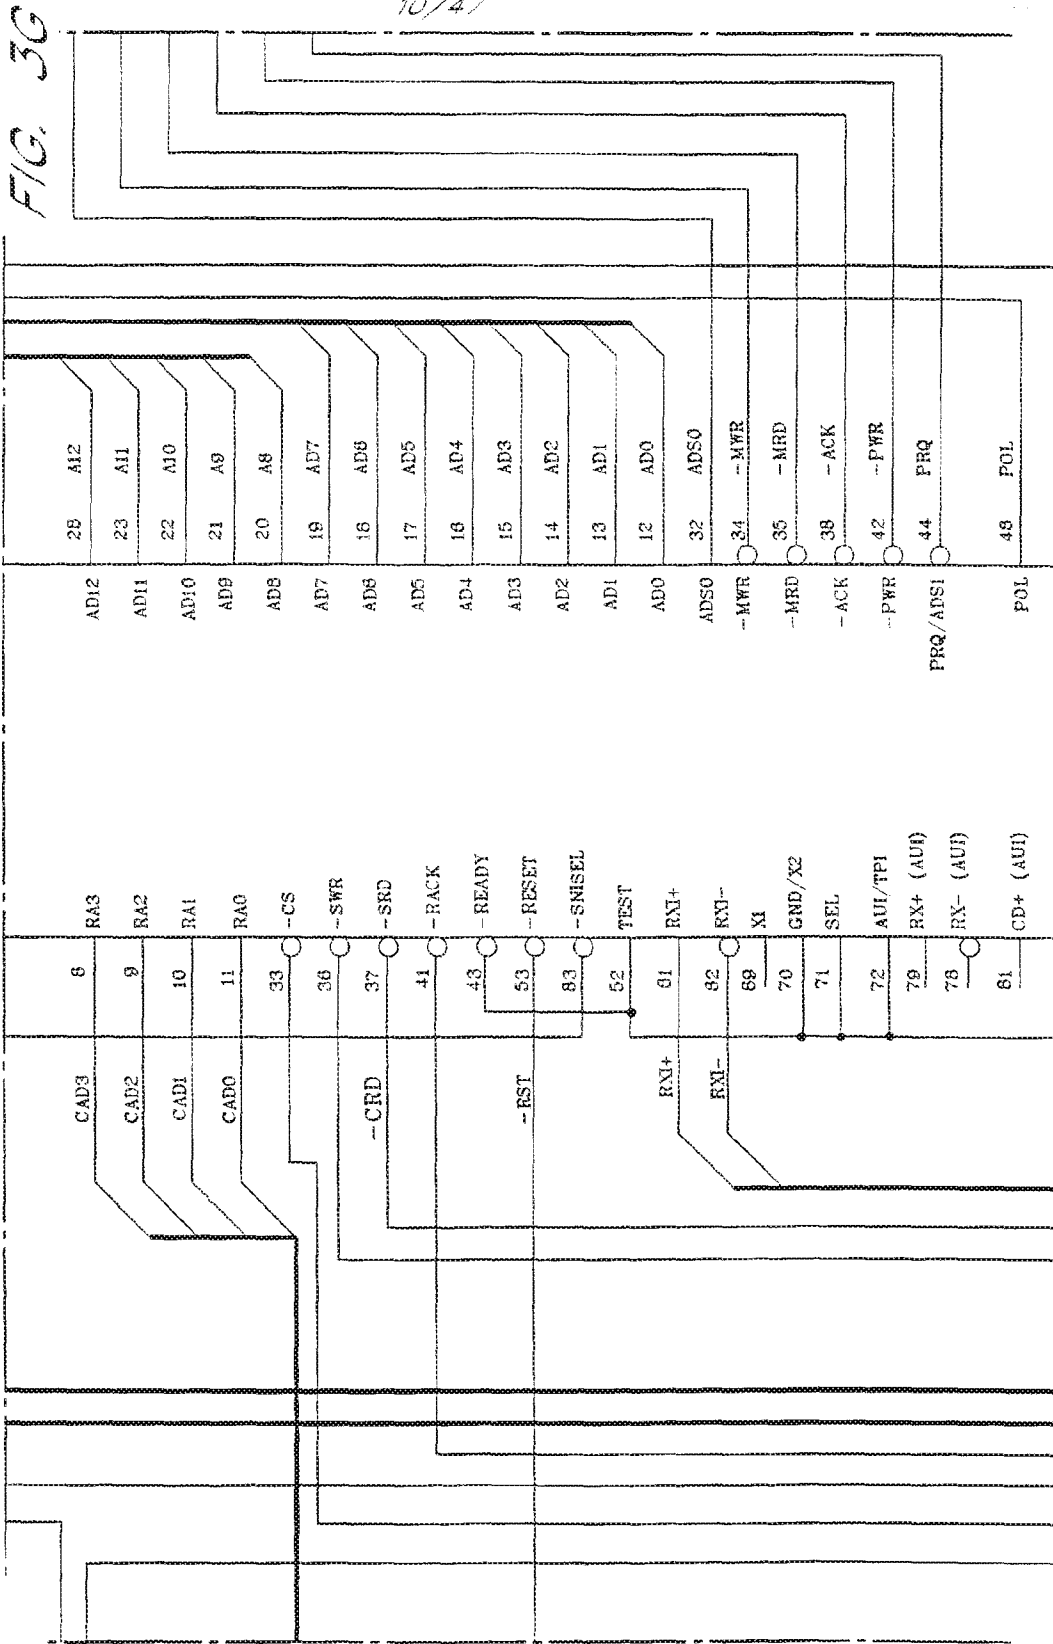 10/47
FIG. 3G
28 A12
23 A11
22 A10
21 A9
20 A8
19 AD7
18 AD6
17 AD5
16 AD4
15 AD3
14 AD2
13 AD1
12 AD0
32 ADS0
34 -MWR
35 -MRD
38 -ACK
42 -PWR
44 PRQ
48 POL
AD12
AD11
AD10
AD9
AD8
AD7
AD6
AD5
AD4
AD3
AD2
AD1
AD0
ADS0
-MWR
-MRD
-ACK
-PWR
PRQ/ADS1
POL
RA3
RA2
RA1
RA0
-CS
-SWR
-SRD
-RACK
-READY
-RESET
-SNISEL
TEST
RXI+
RXI-
X1
GND/X2
SEL
AUI/TPI
RX+ (AUI)
RX- (AUI)
CD+ (AUI)
8
9
10
11
33
36
37
41
43
53
83
52
61
62
69
70
71
72
79
78
81
CAD3
CAD2
CAD1
CAD0
-CRD
-RST
RXI+
RXI-